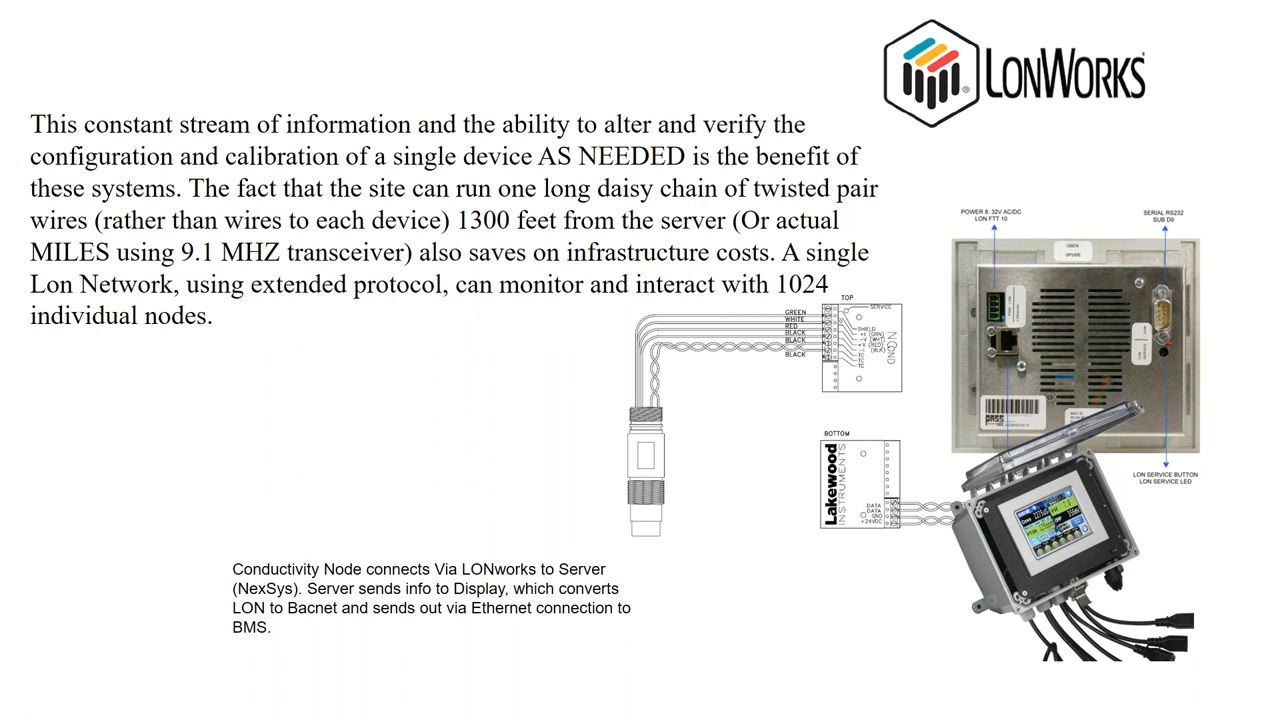 LONWORKS
This constant stream of information and the ability to alter and verify the
configuration and calibration of a single device AS NEEDED is the benefit of
these systems. The fact that the site can run one long daisy chain of twisted pair
wires (rather than wires to each device) 1300 feet from the server (Or actual
MILES using 9.1 MHZ transceiver) also saves on infrastructure costs. A single
Lon Network, using extended protocol, can monitor and interact with 1024
individual nodes.
POWER 8..32V AC/DC
LON FTT 10
SERIAL RS232
SUB D9
OBEN
UPSIDE
TOP
SERVICE
GREEN
WHITE
RED
BLACK
BLACK
BLACK
SHIELD
(GRN)
(WHT)
(RED)
(BLK)
BOTTOM
Lakewood
INSTRUMENTS
DATA
DATA
GND
+24VDC
LON SERVICE BUTTON
LON SERVICE LED
Conductivity Node connects Via LONworks to Server
(NexSys). Server sends info to Display, which converts
LON to Bacnet and sends out via Ethernet connection to
BMS.